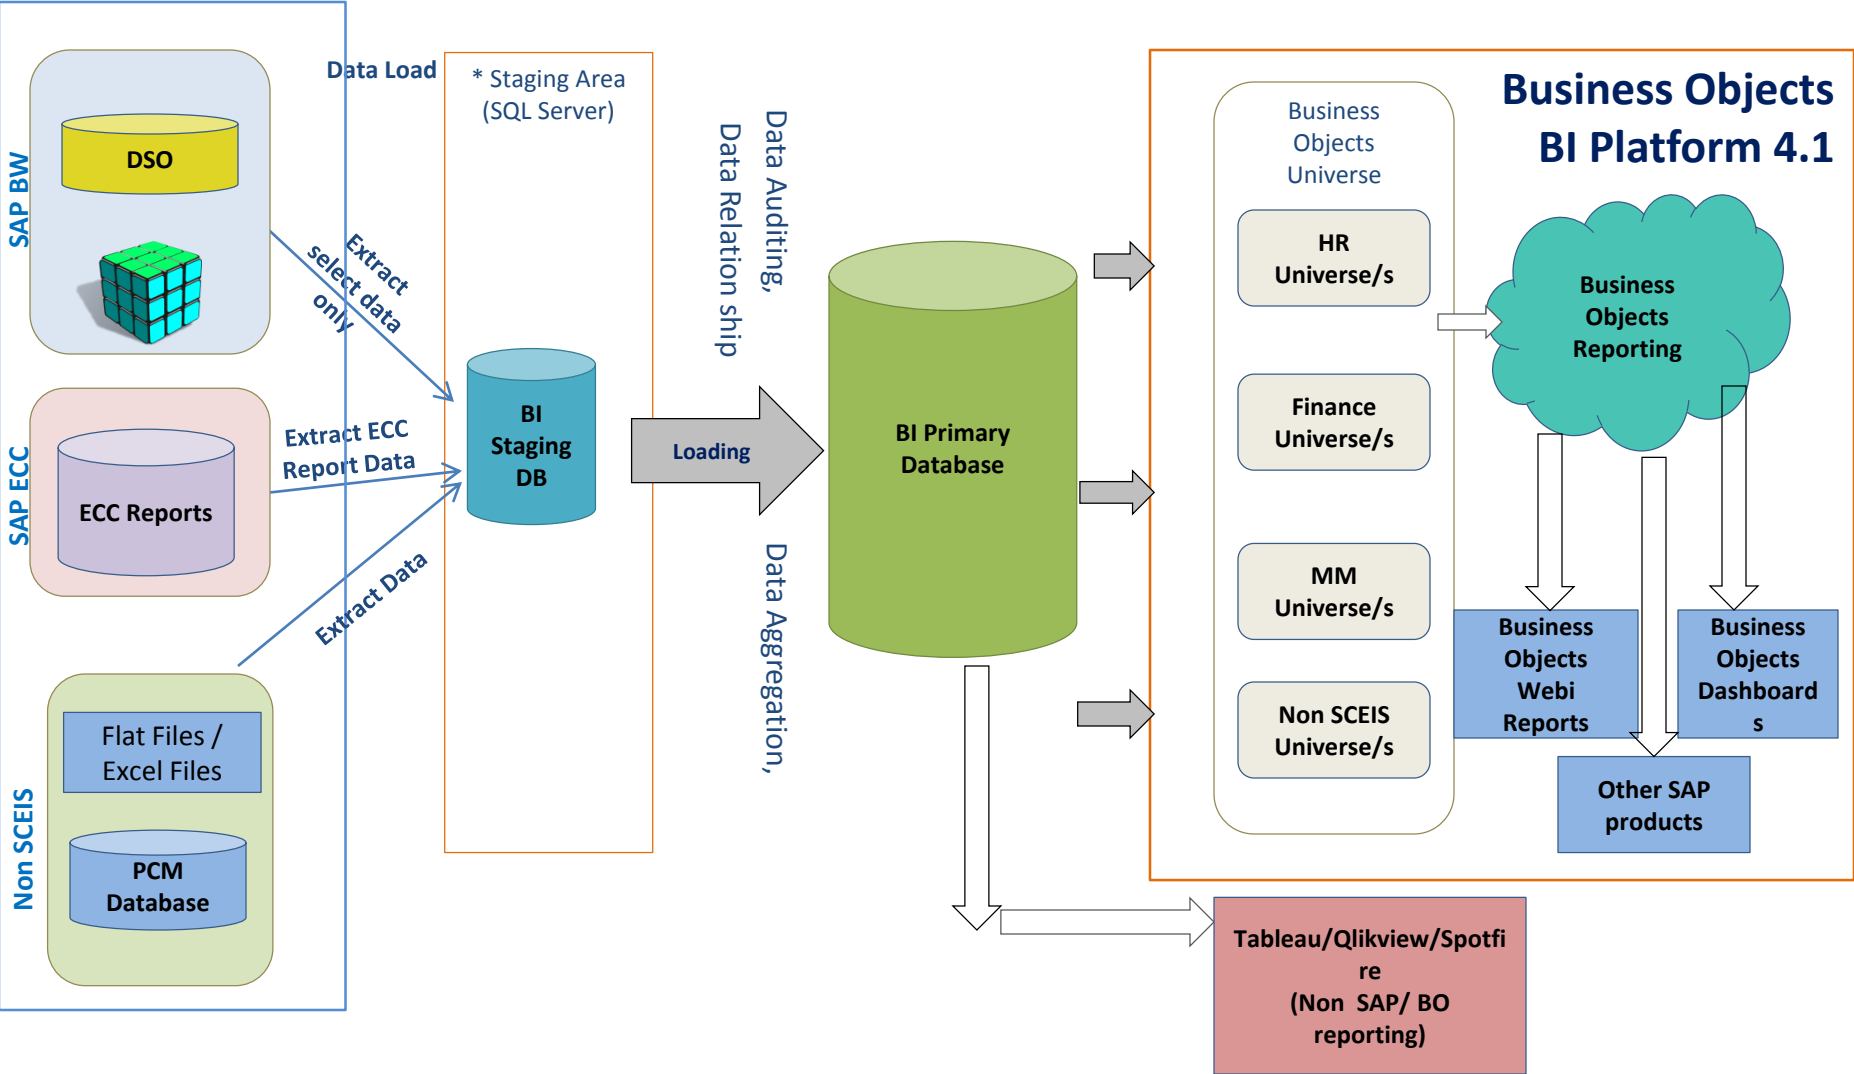 SAP BW
DSO
SAP ECC
ECC Reports
Non SCEIS
Flat Files /
Excel Files
PCM
Database
Data Load
Extract
select data
only
Extract ECC
Report Data
Extract Data
* Staging Area
(SQL Server)
BI
Staging
DB
Data Auditing,
Data Relation ship
Loading
Data Aggregation,
BI Primary
Database
Business Objects
BI Platform 4.1
Business
Objects
Universe
HR
Universe/s
Finance
Universe/s
MM
Universe/s
Non SCEIS
Universe/s
Business
Objects
Reporting
Business
Objects
Webi
Reports
Business
Objects
Dashboard
s
Other SAP
products
Tableau/Qlikview/Spotfi
re
(Non SAP/ BO
reporting)